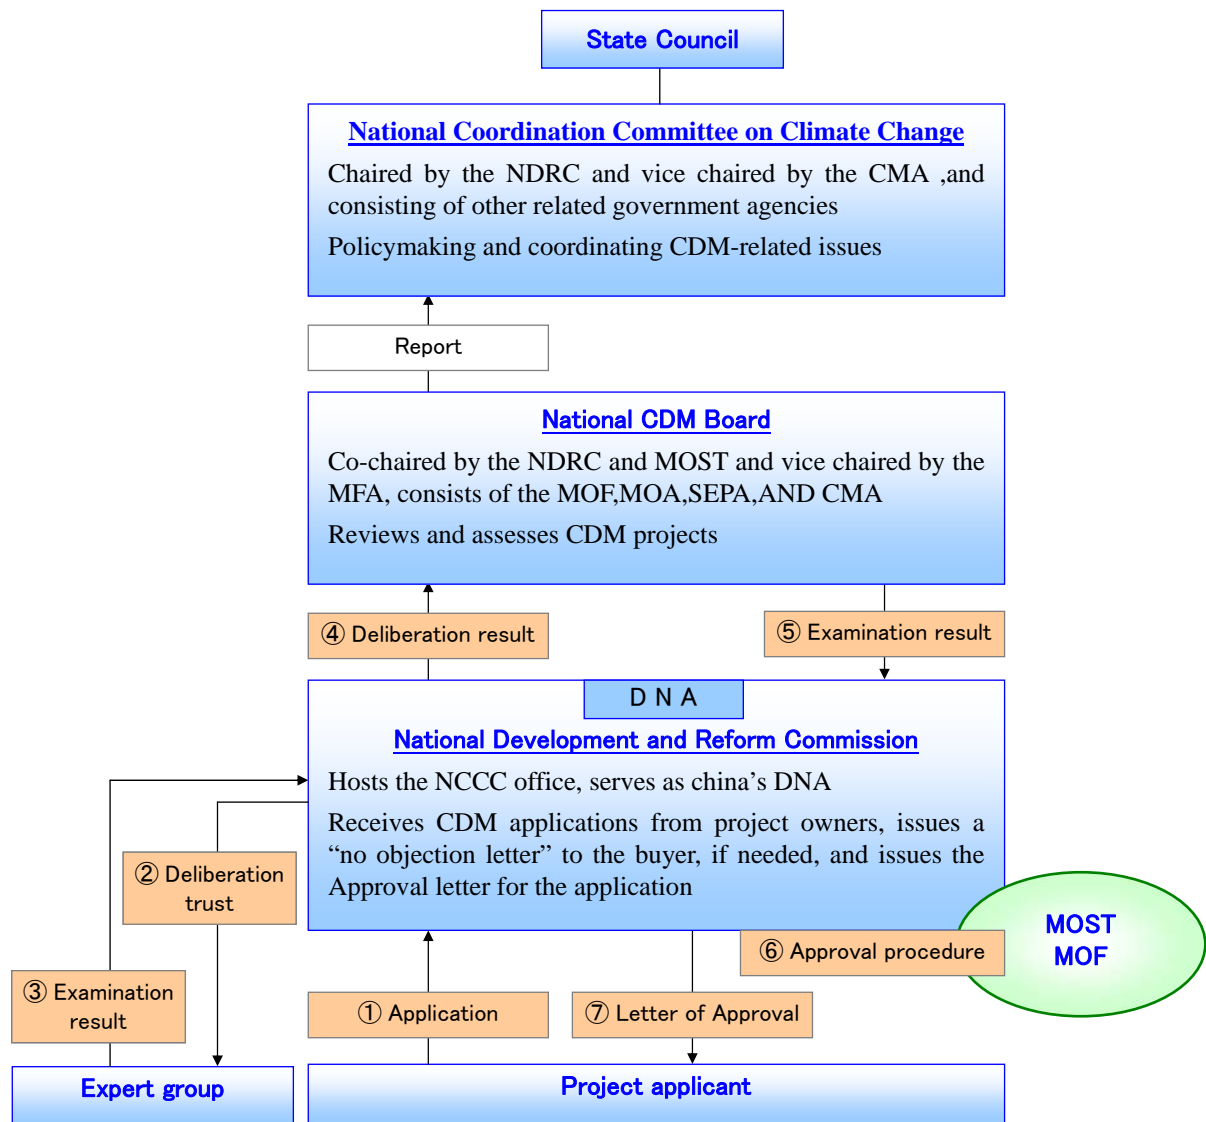 State Council
National Coordination Committee on Climate Change
Chaired by the NDRC and vice chaired by the CMA ,and
consisting of other related government agencies
Policymaking and coordinating CDM-related issues
Report
National CDM Board
Co-chaired by the NDRC and MOST and vice chaired by the
MFA, consists of the MOF,MOA,SEPA,AND CMA
Reviews and assesses CDM projects
④ Deliberation result
⑤ Examination result
D N A
National Development and Reform Commission
Hosts the NCCC office, serves as china’s DNA
Receives CDM applications from project owners, issues a
“no objection letter” to the buyer, if needed, and issues the
Approval letter for the application
② Deliberation
trust
MOST
MOF
⑥ Approval procedure
③ Examination
result
① Application
⑦ Letter of Approval
Expert group
Project applicant